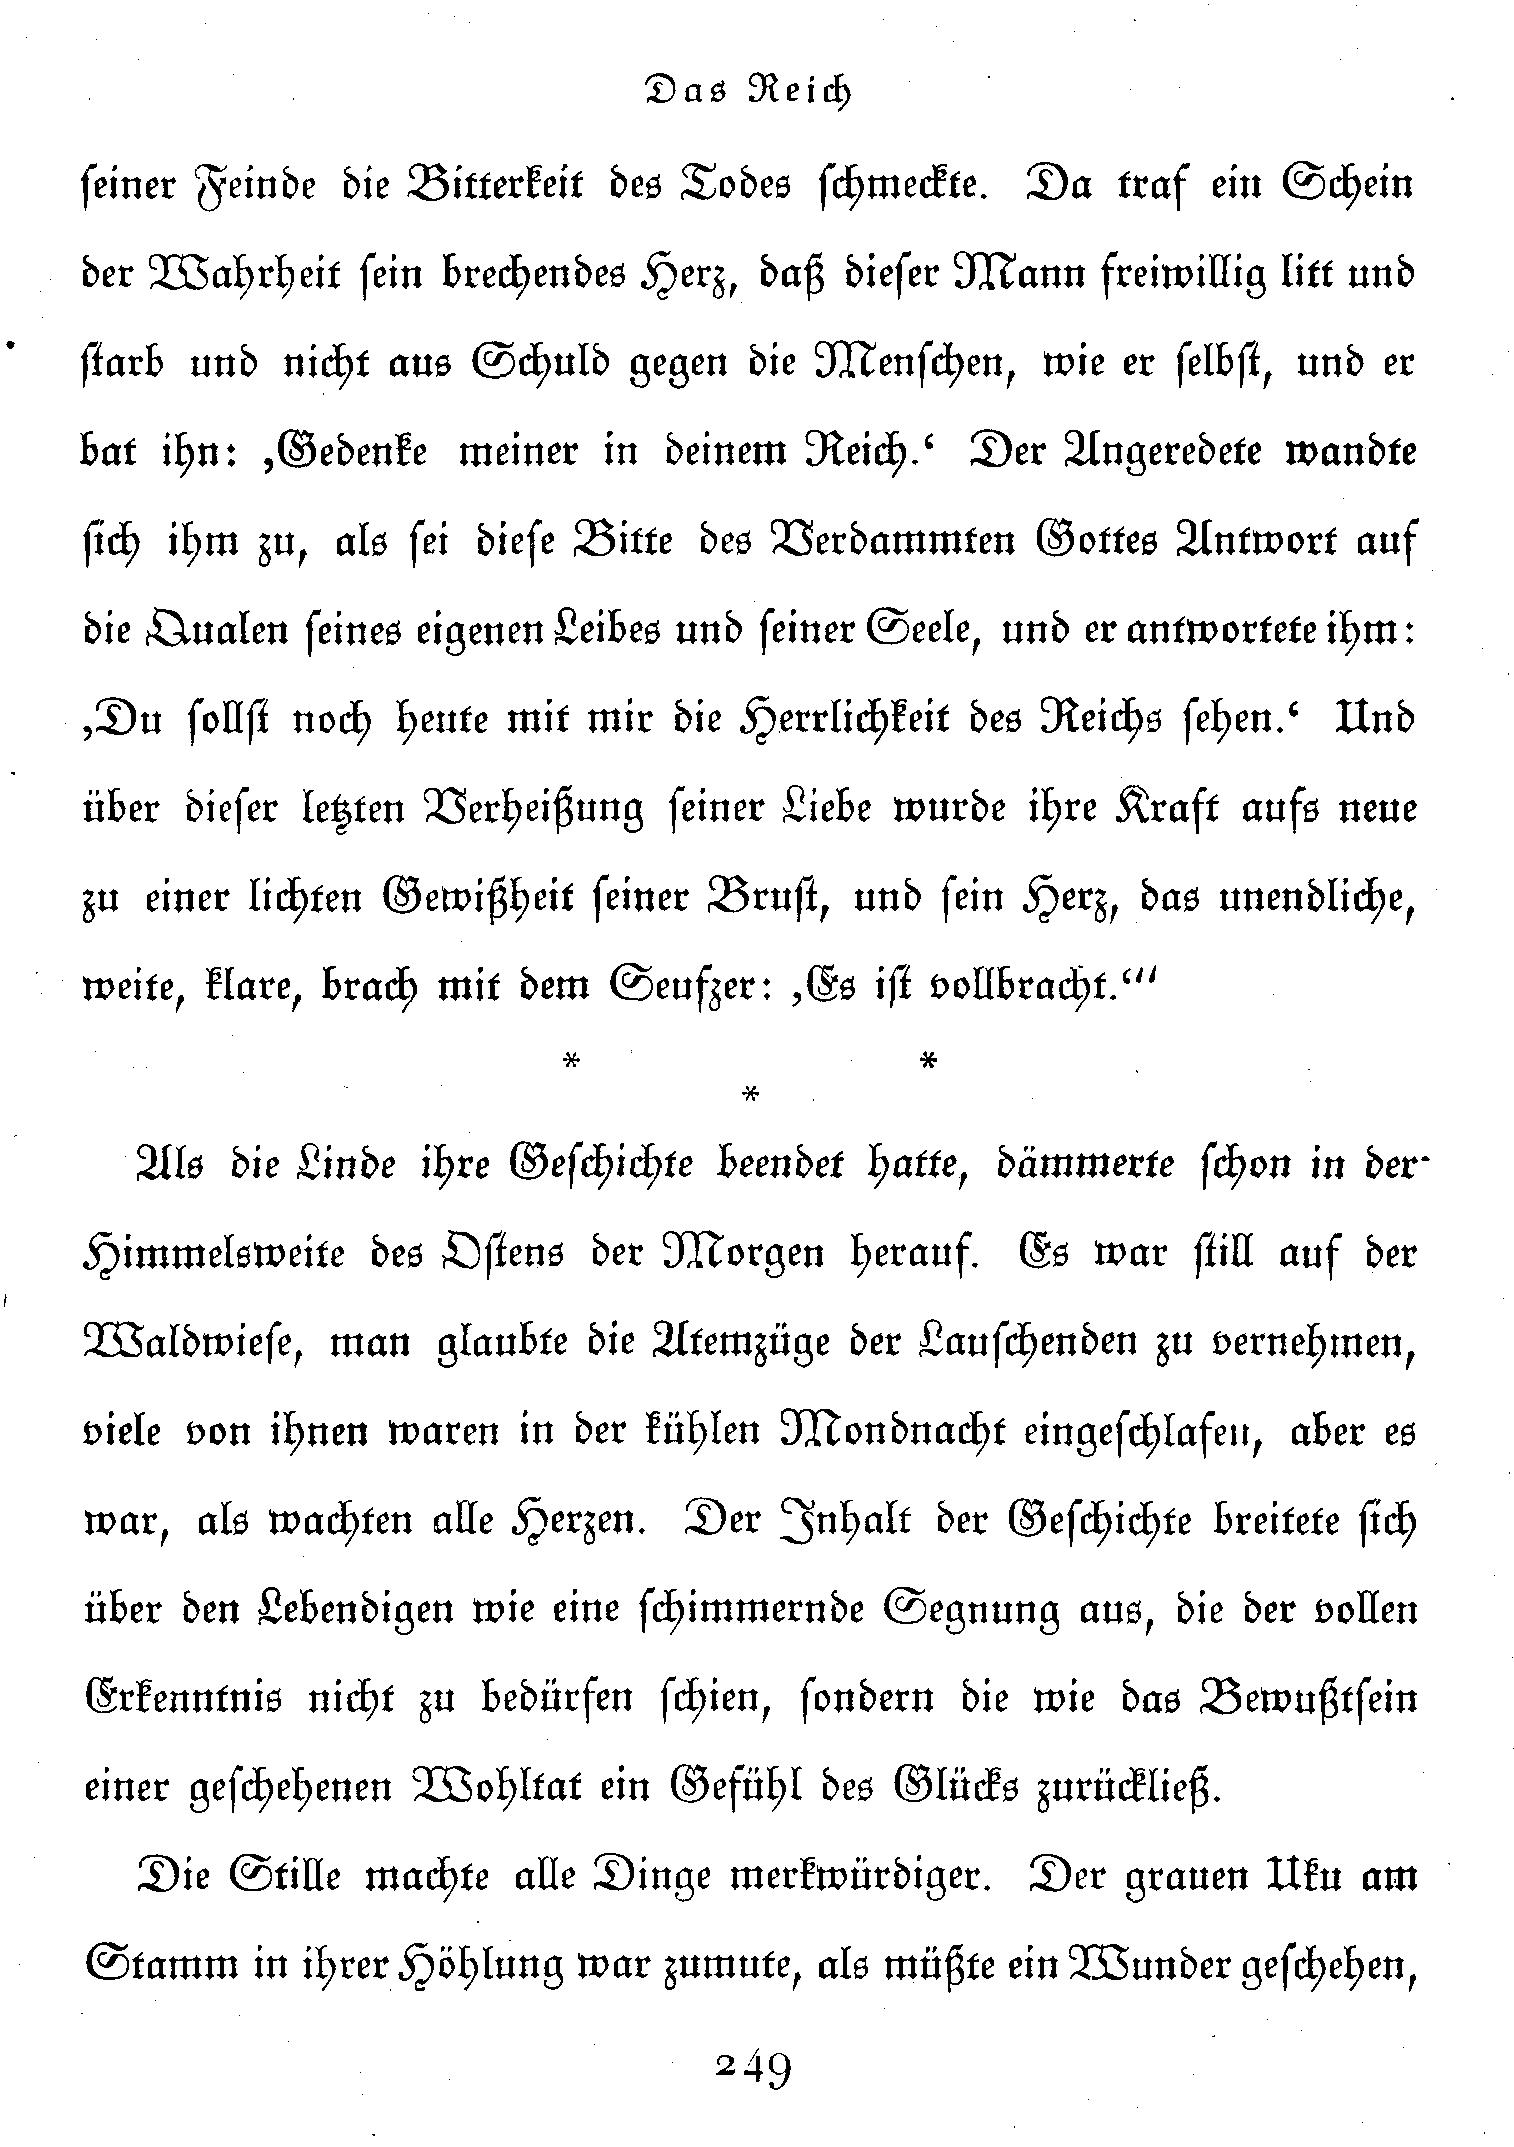 Das Reich
seiner Feinde die Bitterkeit des Todes schmeckte. Da traf ein Schein
der Wahrheit sein brechendes Herz, daß dieser Mann freiwillig litt und
starb und nicht aus Schuld gegen die Menschen, wie er selbst, und er
bat ihn: ‚Gedenke meiner in deinem Reich.‘ Der Angeredete wandte
sich ihm zu, als sei diese Bitte des Verdammten Gottes Antwort auf
die Qualen seines eigenen Leibes und seiner Seele, und er antwortete ihm:
‚Du sollst noch heute mit mir die Herrlichkeit des Reichs sehen.‘ Und
über dieser letzten Verheißung seiner Liebe wurde ihre Kraft aufs neue
zu einer lichten Gewißheit seiner Brust, und sein Herz, das unendliche,
weite, klare, brach mit dem Seufzer: ‚Es ist vollbracht.‘“
* *
*
Als die Linde ihre Geschichte beendet hatte, dämmerte schon in der
Himmelsweite des Ostens der Morgen herauf. Es war still auf der
Waldwiese, man glaubte die Atemzüge der Lauschenden zu vernehmen,
viele von ihnen waren in der kühlen Mondnacht eingeschlafen, aber es
war, als wachten alle Herzen. Der Inhalt der Geschichte breitete sich
über den Lebendigen wie eine schimmernde Segnung aus, die der vollen
Erkenntnis nicht zu bedürfen schien, sondern die wie das Bewußtsein
einer geschehenen Wohltat ein Gefühl des Glücks zurückließ.
Die Stille machte alle Dinge merkwürdiger. Der grauen Uku am
Stamm in ihrer Höhlung war zumute, als müßte ein Wunder geschehen,
249